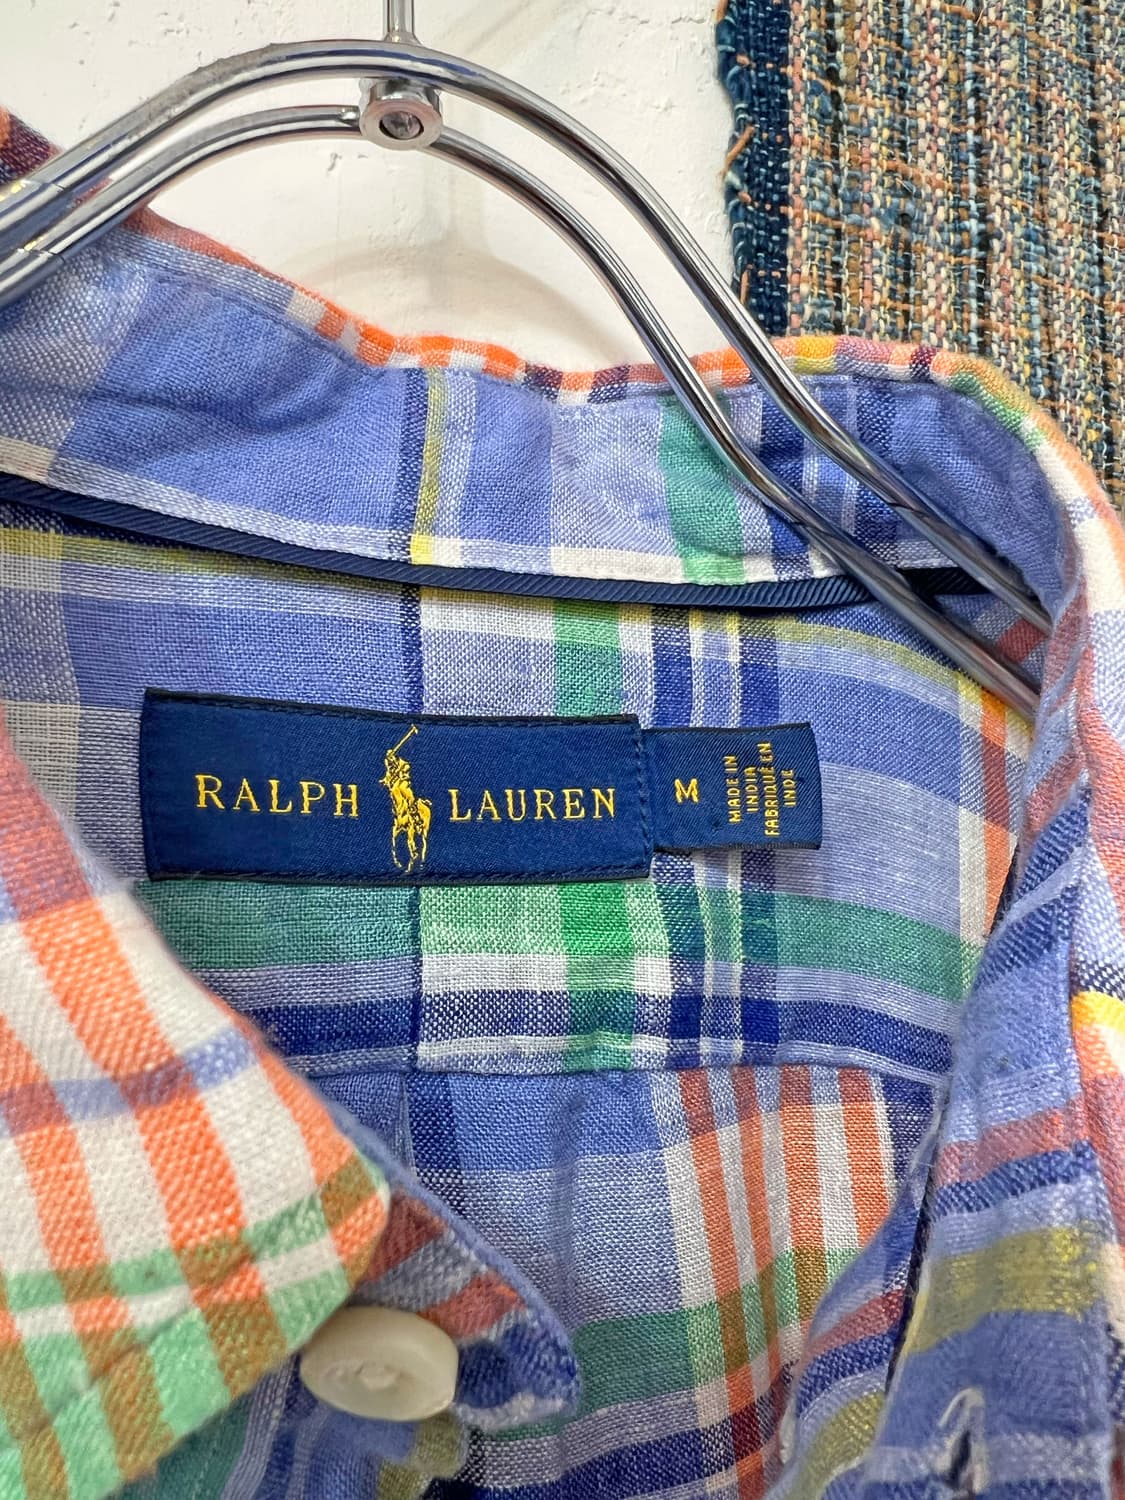 RALPH LAUREN
M
MADE IN
INDIA
FABRIQUÉ EN
INDE